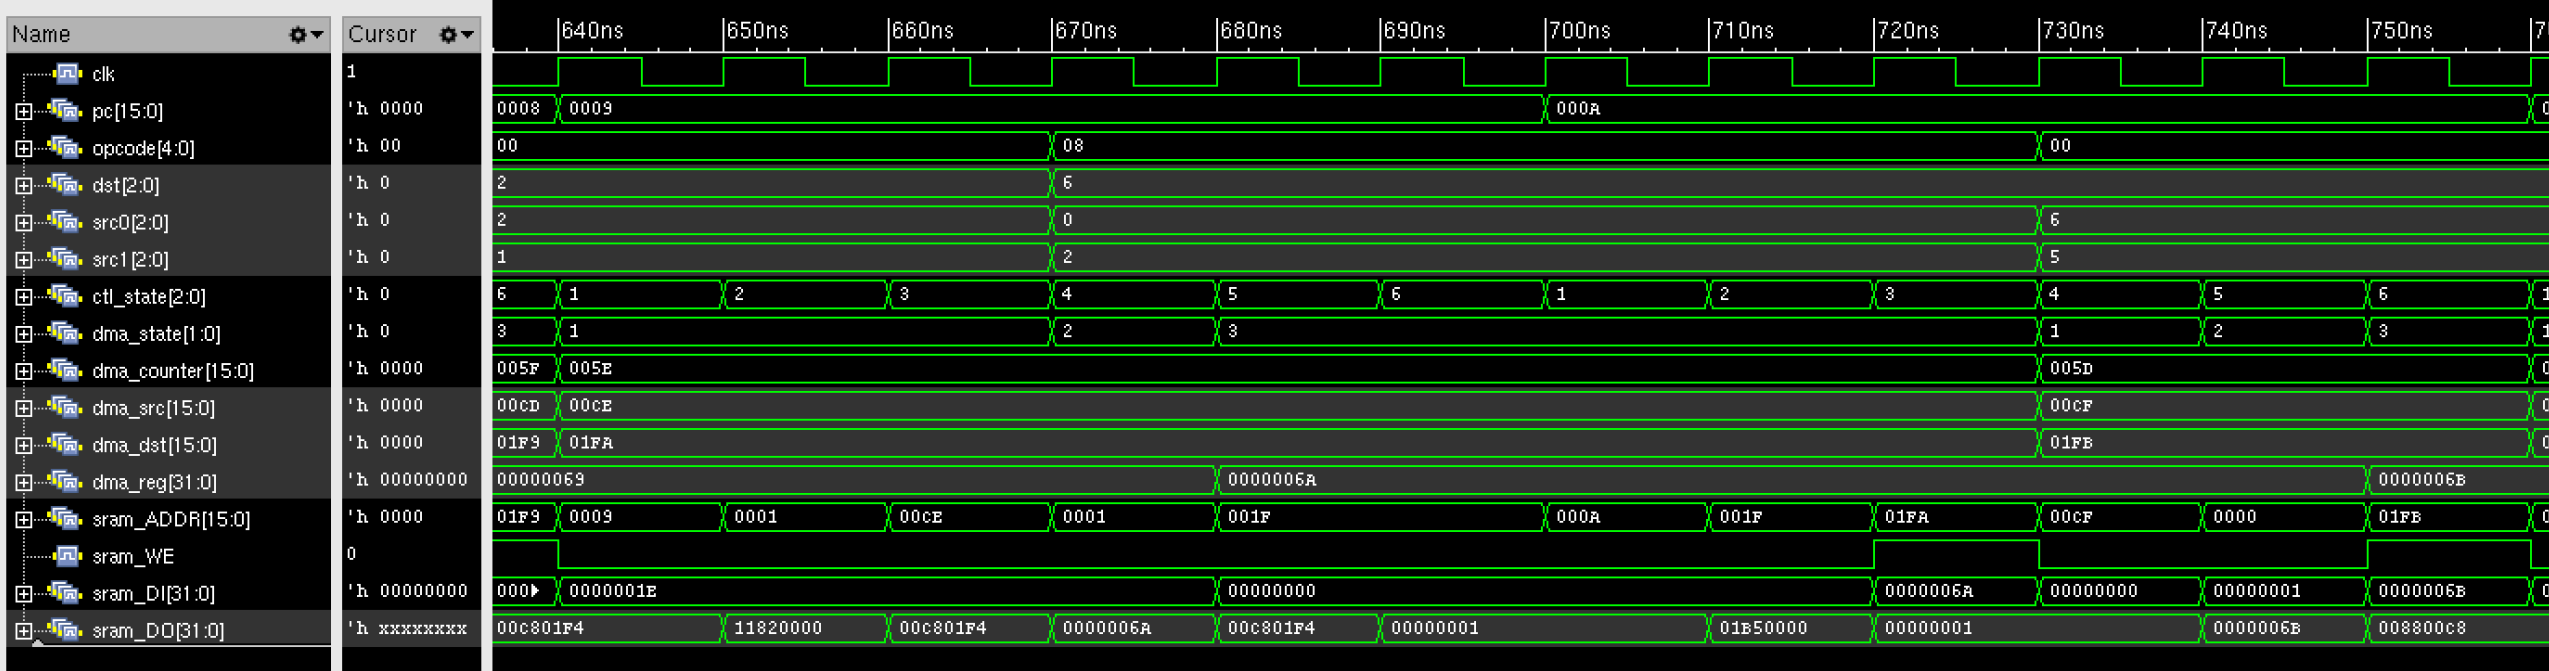 Name Cursor 640ns 650ns 660ns 670ns 680ns 690ns 700ns 710ns 720ns 730ns 740ns 750ns
clk 1
pc[15:0] 'h 0000 0008 0009 000A
opcode[4:0] 'h 00 00 08 00
dst[2:0] 'h 0 2 6
src0[2:0] 'h 0 2 0 6
src1[2:0] 'h 0 1 2 5
ctl_state[2:0] 'h 0 6 1 2 3 4 5 6 1 2 3 4 5 6 1
dma_state[1:0] 'h 0 3 1 2 3 1 2 3 1
dma_counter[15:0] 'h 0000 005F 005E 005D
dma_src[15:0] 'h 0000 00CD 00CE 00CF
dma_dst[15:0] 'h 0000 01F9 01FA 01FB
dma_reg[31:0] 'h 00000000 00000069 0000006A 0000006B
sram_ADDR[15:0] 'h 0000 01F9 0009 0001 00CE 0001 001F 000A 001F 01FA 00CF 0000 01FB
sram_WE 0
sram_DI[31:0] 'h 00000000 000 0000001E 00000000 0000006A 00000000 00000001 0000006B
sram_DO[31:0] 'h xxxxxxxx 00C801F4 11820000 00C801F4 0000006A 00C801F4 00000001 01B50000 00000001 0000006B 008800C8